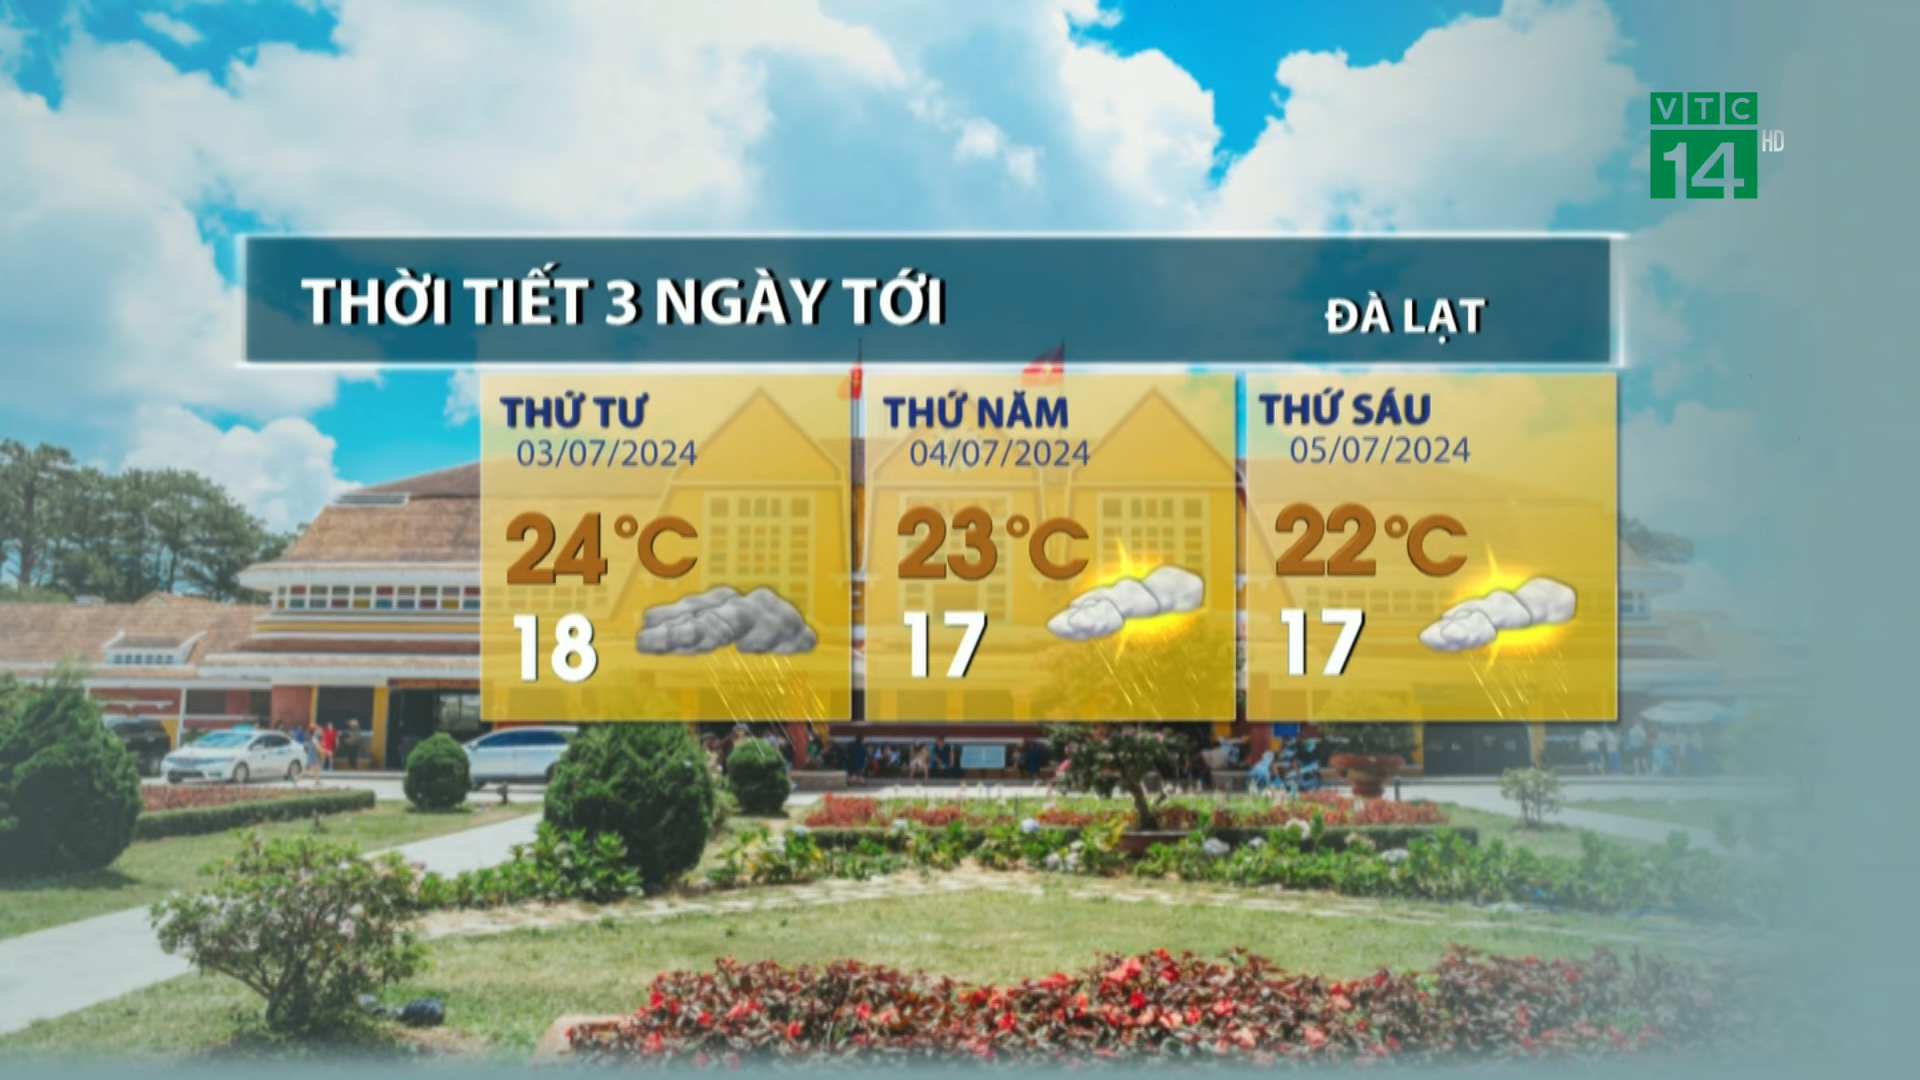 VTC
14 HD
THỜI TIẾT 3 NGÀY TỚI
ĐÀ LẠT
THỨ TƯ
03/07/2024
24°C
18
THỨ NĂM
04/07/2024
23°C
17
THỨ SÁU
05/07/2024
22°C
17